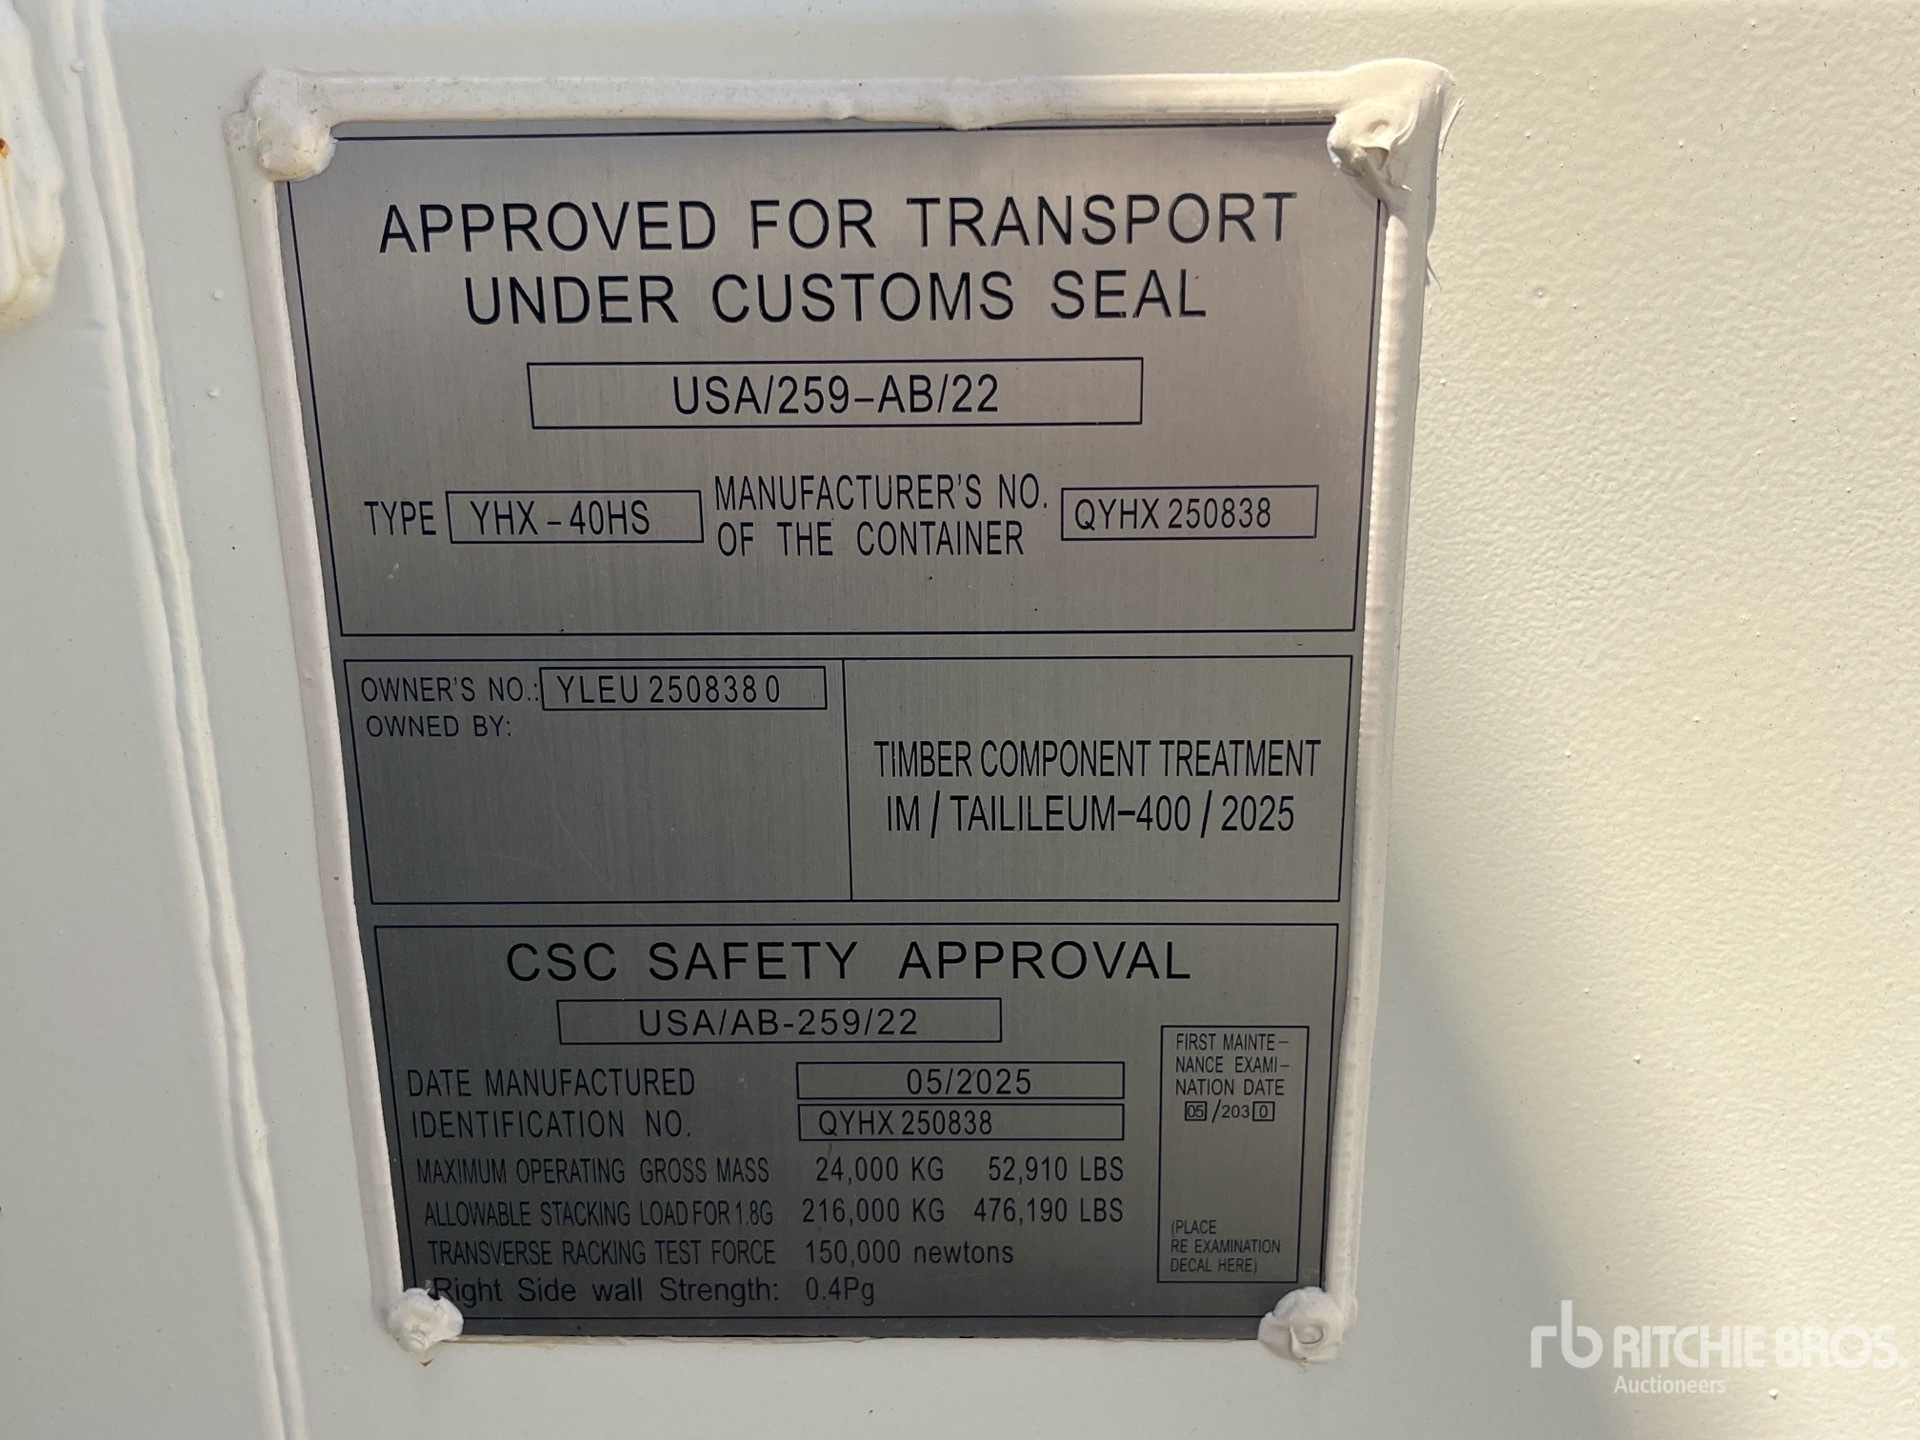 APPROVED FOR TRANSPORT
UNDER CUSTOMS SEAL
USA/259-AB/22
TYPE YHX-40HS MANUFACTURER'S NO.
OF THE CONTAINER QYHX 250838
OWNER'S NO.: YLEU 250838 0
OWNED BY:
TIMBER COMPONENT TREATMENT
IM / TAILILEUM-400 / 2025
CSC SAFETY APPROVAL
USA/AB-259/22
DATE MANUFACTURED 05/2025
IDENTIFICATION NO. QYHX 250838
MAXIMUM OPERATING GROSS MASS 24,000 KG 52,910 LBS
ALLOWABLE STACKING LOAD FOR 1.8G 216,000 KG 476,190 LBS
TRANSVERSE RACKING TEST FORCE 150,000 newtons
Right Side wall Strength: 0.4Pg
FIRST MAINTE-
NANCE EXAMI-
NATION DATE
05/2030
(PLACE
RE EXAMINATION
DECAL HERE)
rb RITCHIE BROS.
Auctioneers